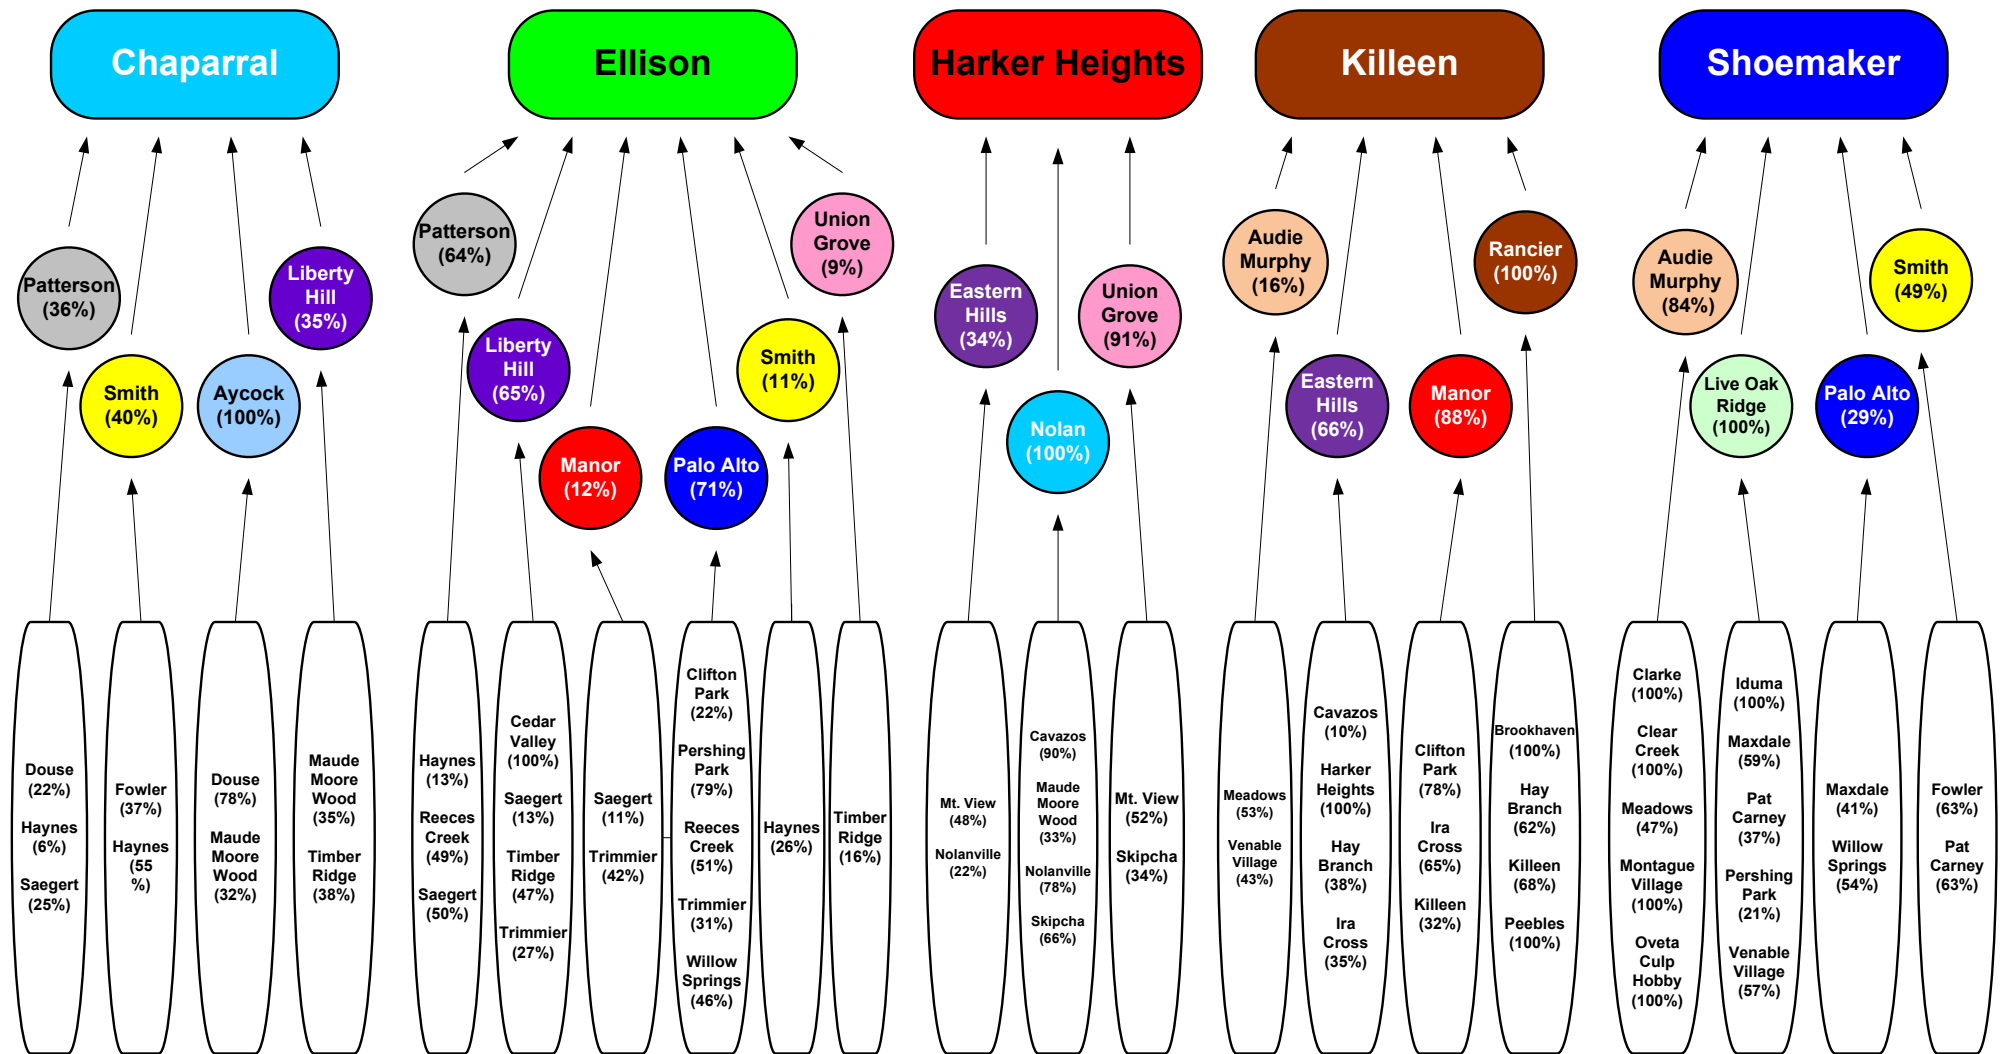 Chaparral
Ellison
Harker Heights
Killeen
Shoemaker
Patterson
(36%)
Smith
(40%)
Aycock
(100%)
Liberty
Hill
(35%)
Patterson
(64%)
Liberty
Hill
(65%)
Manor
(12%)
Palo Alto
(71%)
Smith
(11%)
Union
Grove
(9%)
Eastern
Hills
(34%)
Nolan
(100%)
Union
Grove
(91%)
Audie
Murphy
(16%)
Eastern
Hills
(66%)
Manor
(88%)
Rancier
(100%)
Audie
Murphy
(84%)
Live Oak
Ridge
(100%)
Palo Alto
(29%)
Smith
(49%)
Douse
(22%)
Haynes
(6%)
Saegert
(25%)
Fowler
(37%)
Haynes
(55
%)
Douse
(78%)
Maude
Moore
Wood
(32%)
Maude
Moore
Wood
(35%)
Timber
Ridge
(38%)
Haynes
(13%)
Reeces
Creek
(49%)
Saegert
(50%)
Cedar
Valley
(100%)
Saegert
(13%)
Timber
Ridge
(47%)
Trimmier
(27%)
Saegert
(11%)
Trimmier
(42%)
Clifton
Park
(22%)
Pershing
Park
(79%)
Reeces
Creek
(51%)
Trimmier
(31%)
Willow
Springs
(46%)
Haynes
(26%)
Timber
Ridge
(16%)
Mt. View
(48%)
Nolanville
(22%)
Cavazos
(90%)
Maude
Moore
Wood
(33%)
Nolanville
(78%)
Skipcha
(66%)
Mt. View
(52%)
Skipcha
(34%)
Meadows
(53%)
Venable
Village
(43%)
Cavazos
(10%)
Harker
Heights
(100%)
Hay
Branch
(38%)
Ira
Cross
(35%)
Clifton
Park
(78%)
Ira
Cross
(65%)
Killeen
(32%)
Brookhaven
(100%)
Hay
Branch
(62%)
Killeen
(68%)
Peebles
(100%)
Clarke
(100%)
Clear
Creek
(100%)
Meadows
(47%)
Montague
Village
(100%)
Oveta
Culp
Hobby
(100%)
Iduma
(100%)
Maxdale
(59%)
Pat
Carney
(37%)
Pershing
Park
(21%)
Venable
Village
(57%)
Maxdale
(41%)
Willow
Springs
(54%)
Fowler
(63%)
Pat
Carney
(63%)